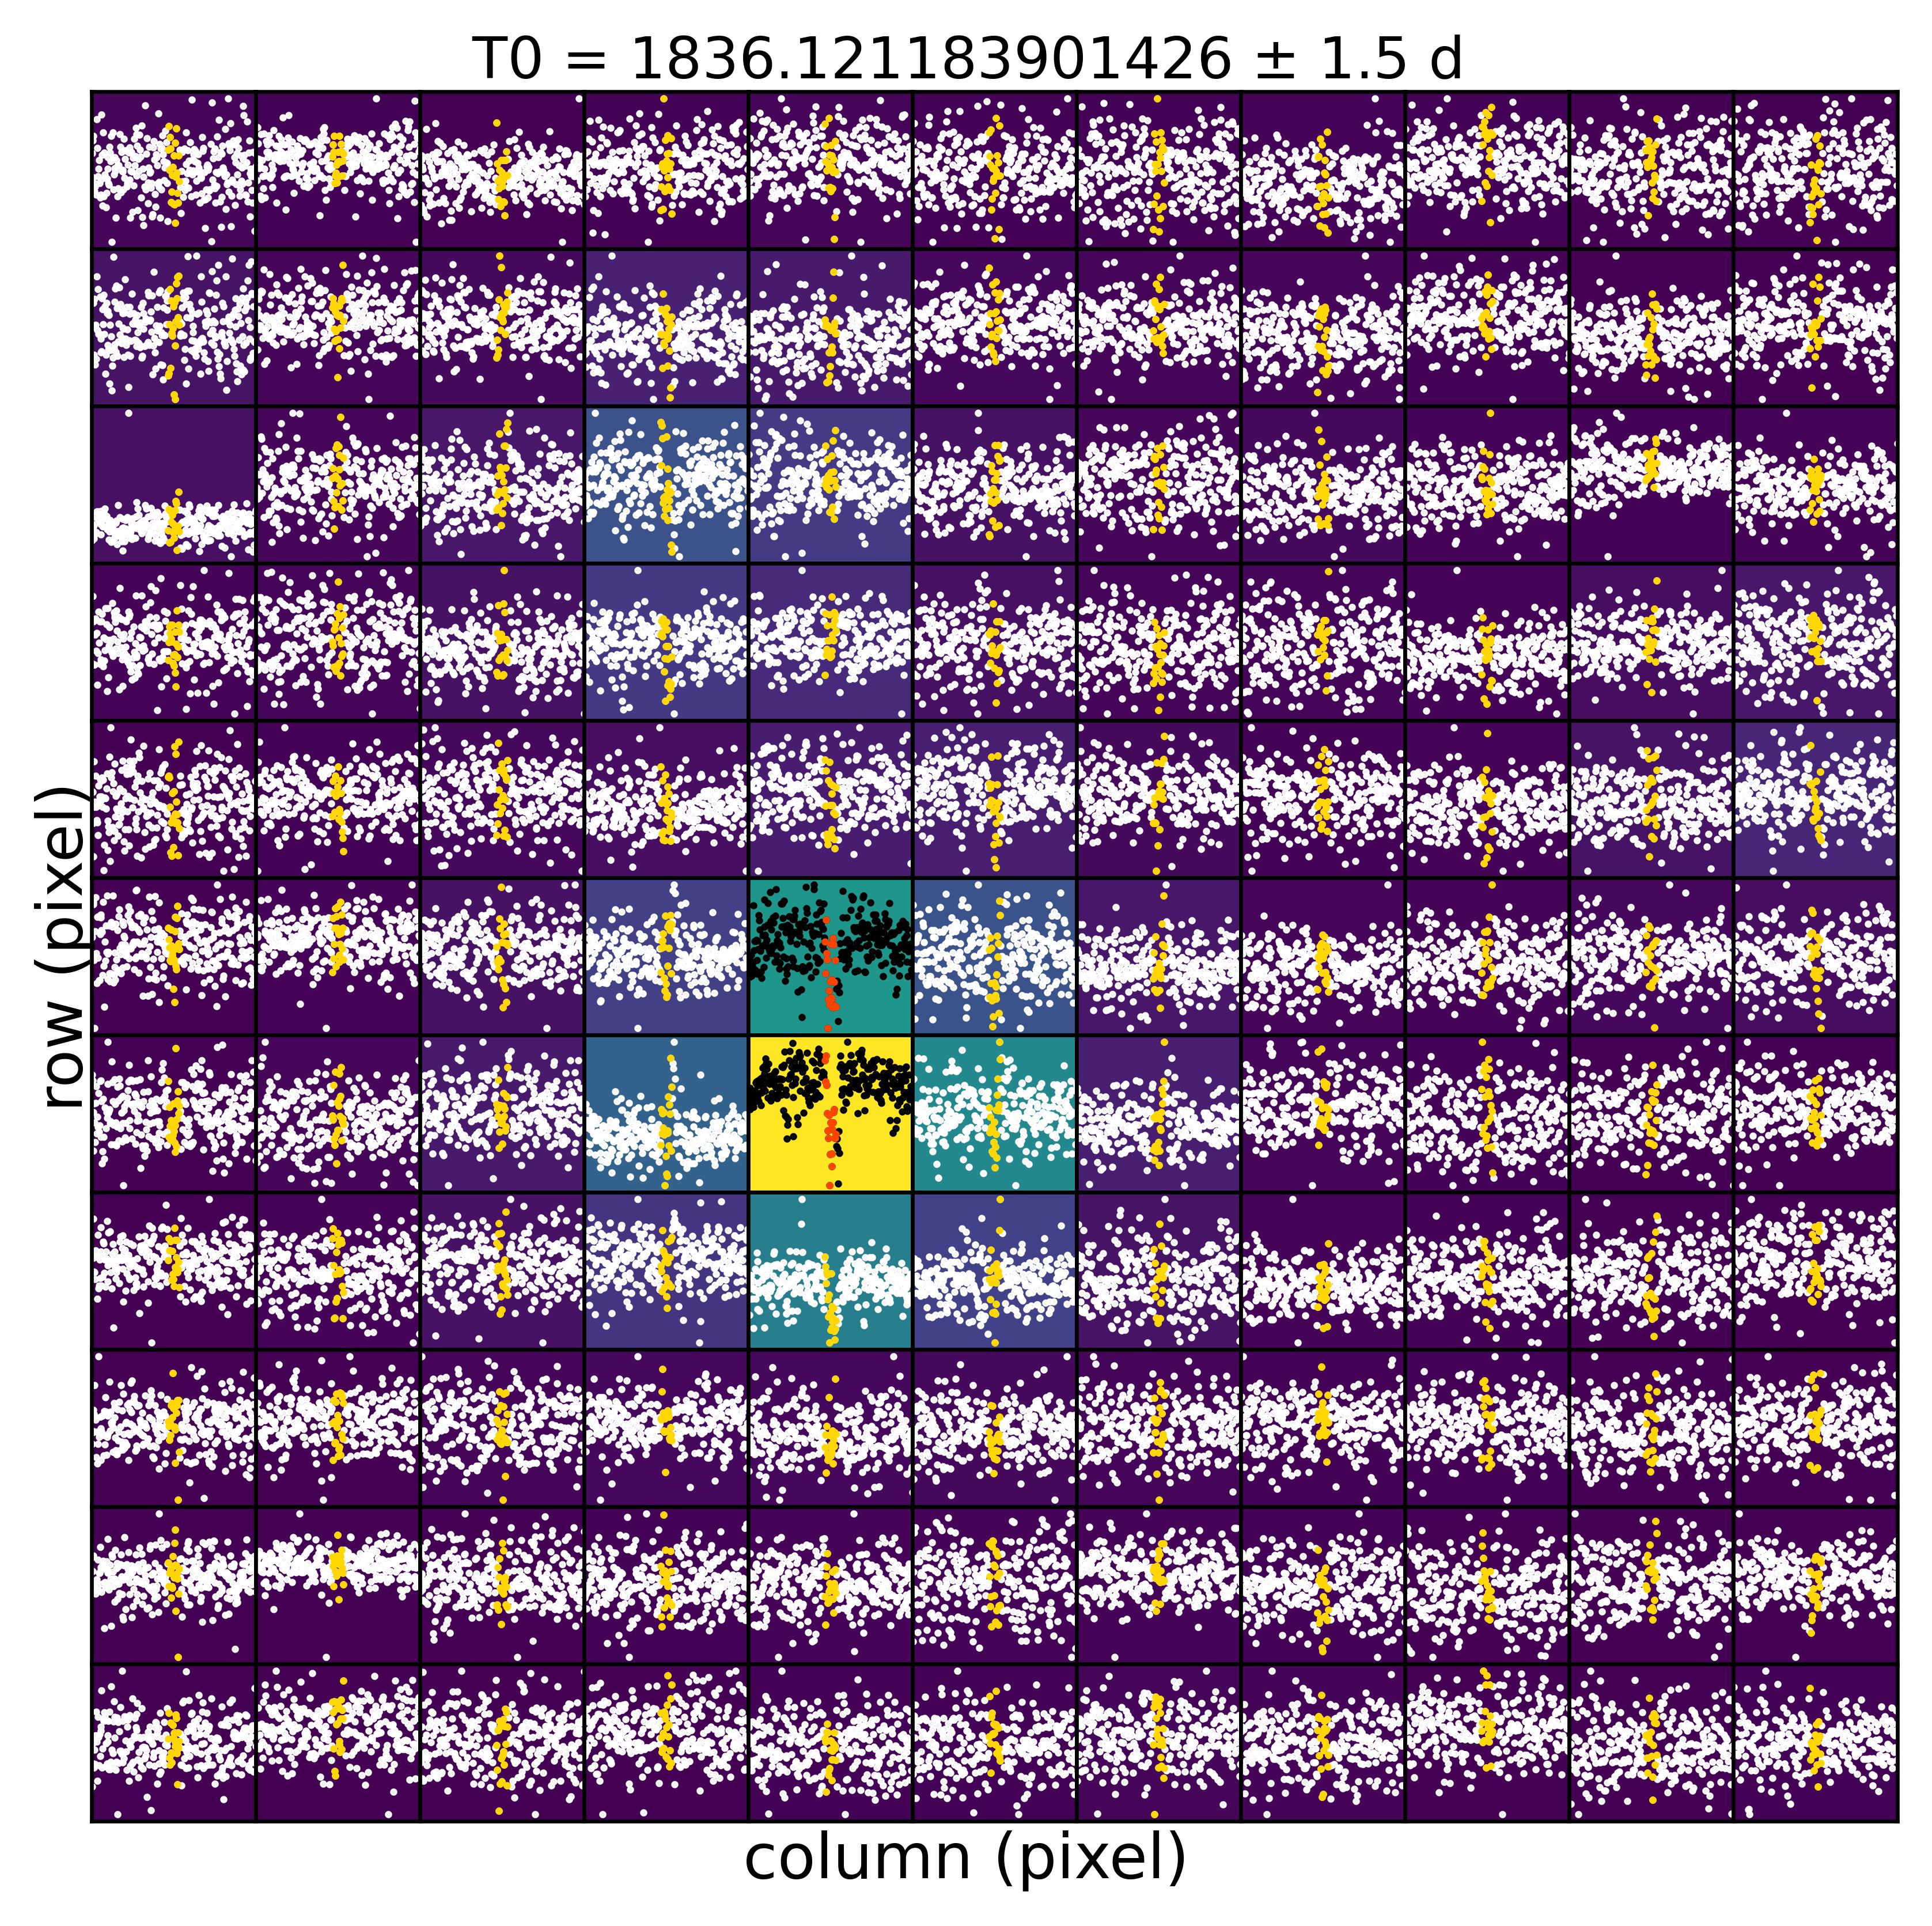 T0 = 1836.121183901426 ± 1.5 d
row (pixel)
column (pixel)